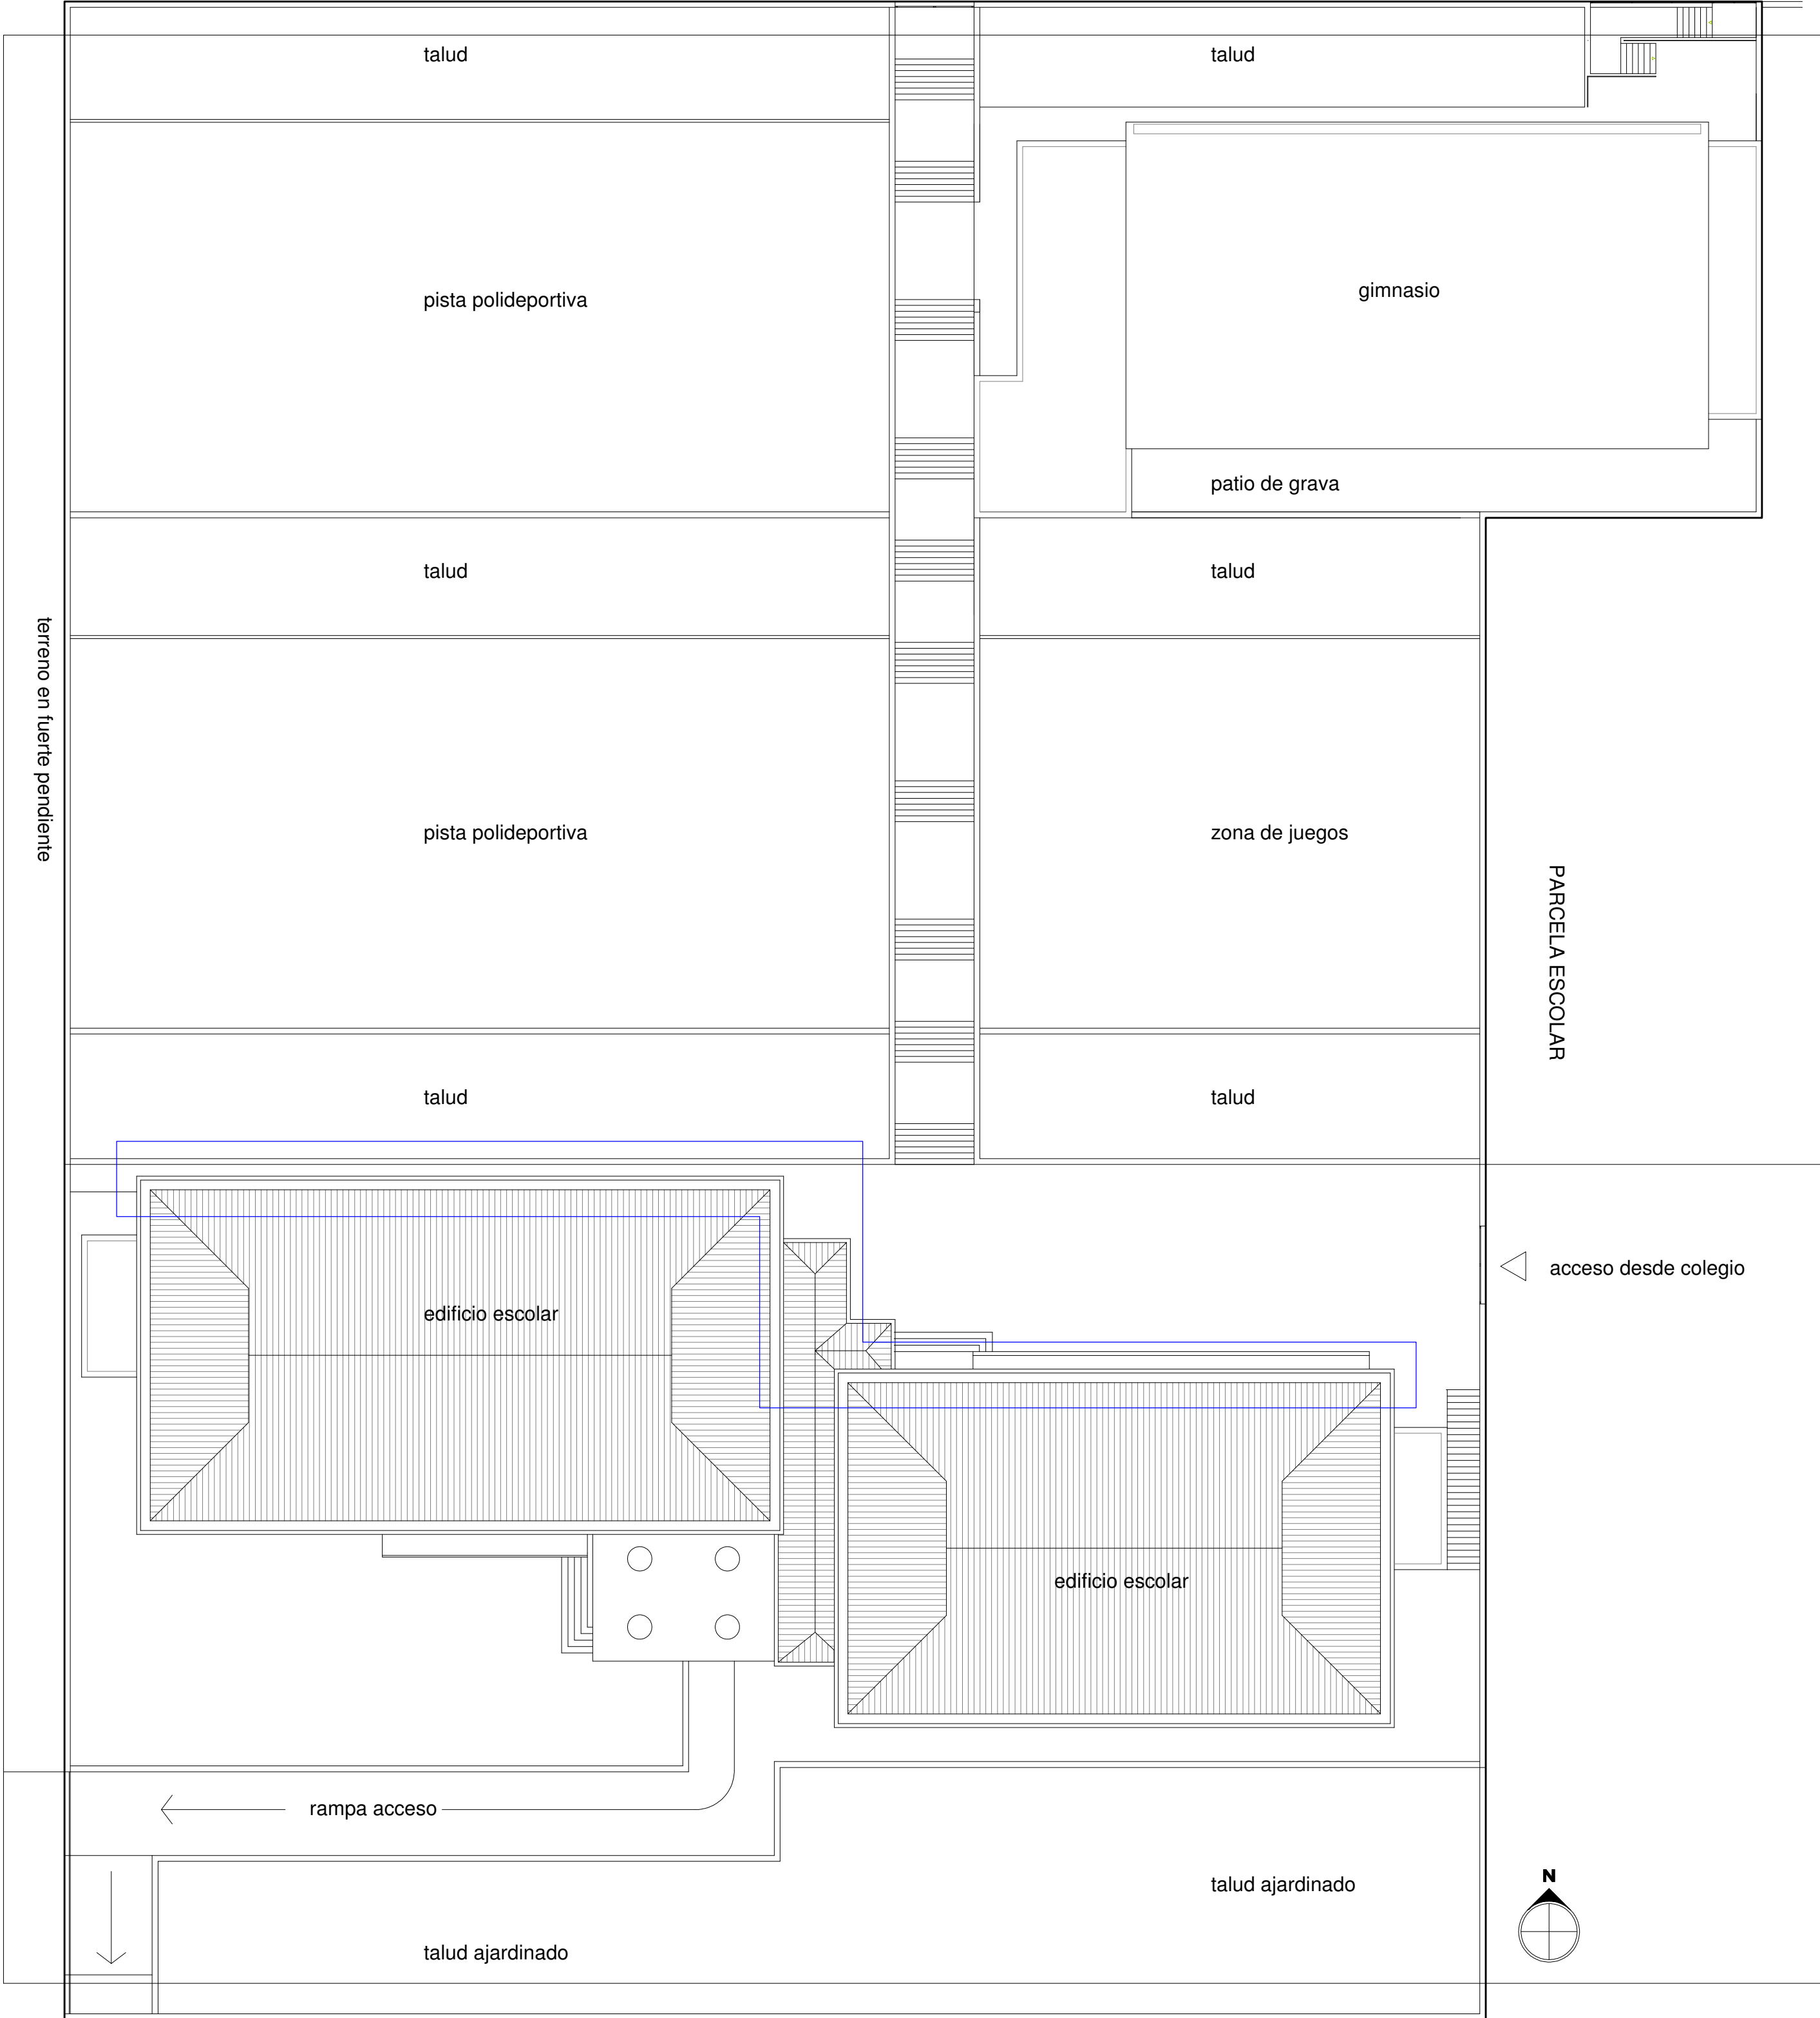 talud
talud
pista polideportiva
gimnasio
patio de grava
talud
talud
terreno en fuerte pendiente
pista polideportiva
zona de juegos
PARCELA ESCOLAR
talud
talud
acceso desde colegio
edificio escolar
edificio escolar
rampa acceso
talud ajardinado
N
talud ajardinado